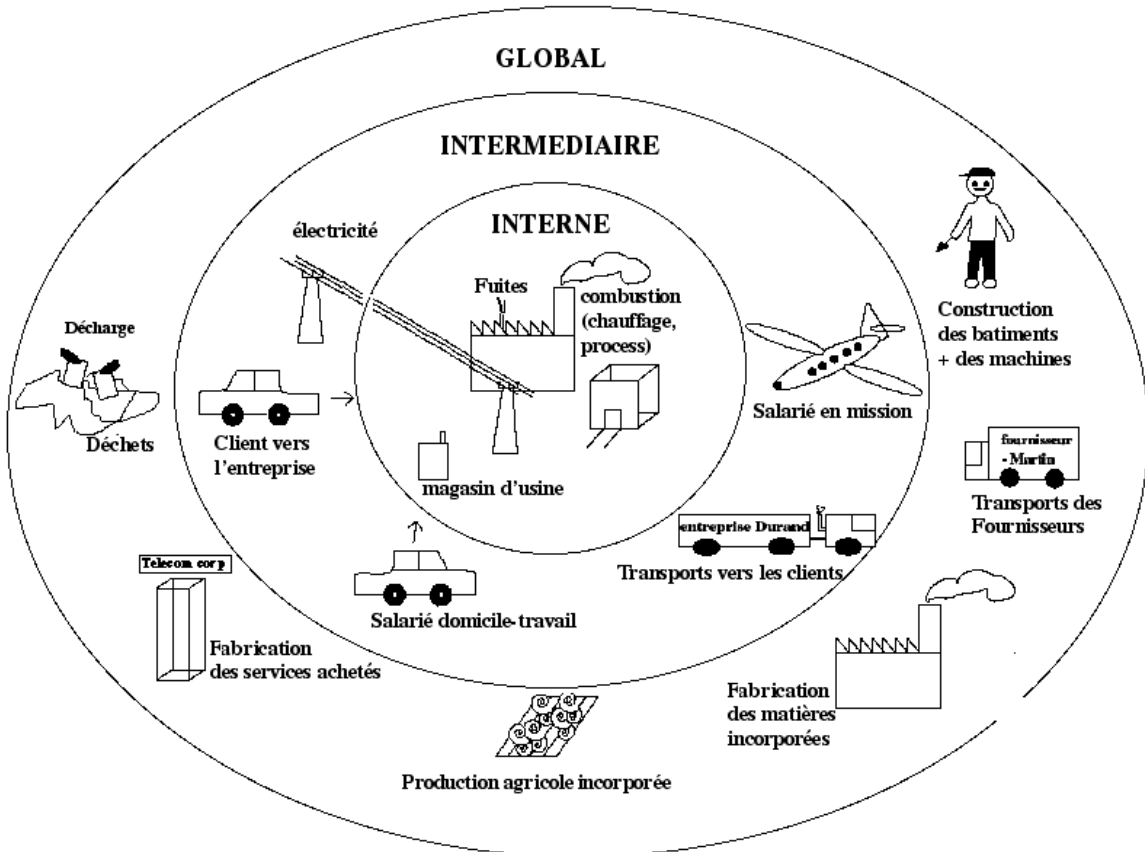 GLOBAL
INTERMEDIAIRE
INTERNE
électricité
Fuites
combustion
(chauffage,
process)
Construction
des batiments
+ des machines
Décharge
Déchets
Client vers
l'entreprise
Salarié en mission
magasin d'usine
fournisseur
- Martin
Transports des
Fournisseurs
entreprise Durand
Transports vers les clients
Telecom corp
Salarié domicile-travail
Fabrication
des services achetés
Fabrication
des matières
incorporées
Production agricole incorporée